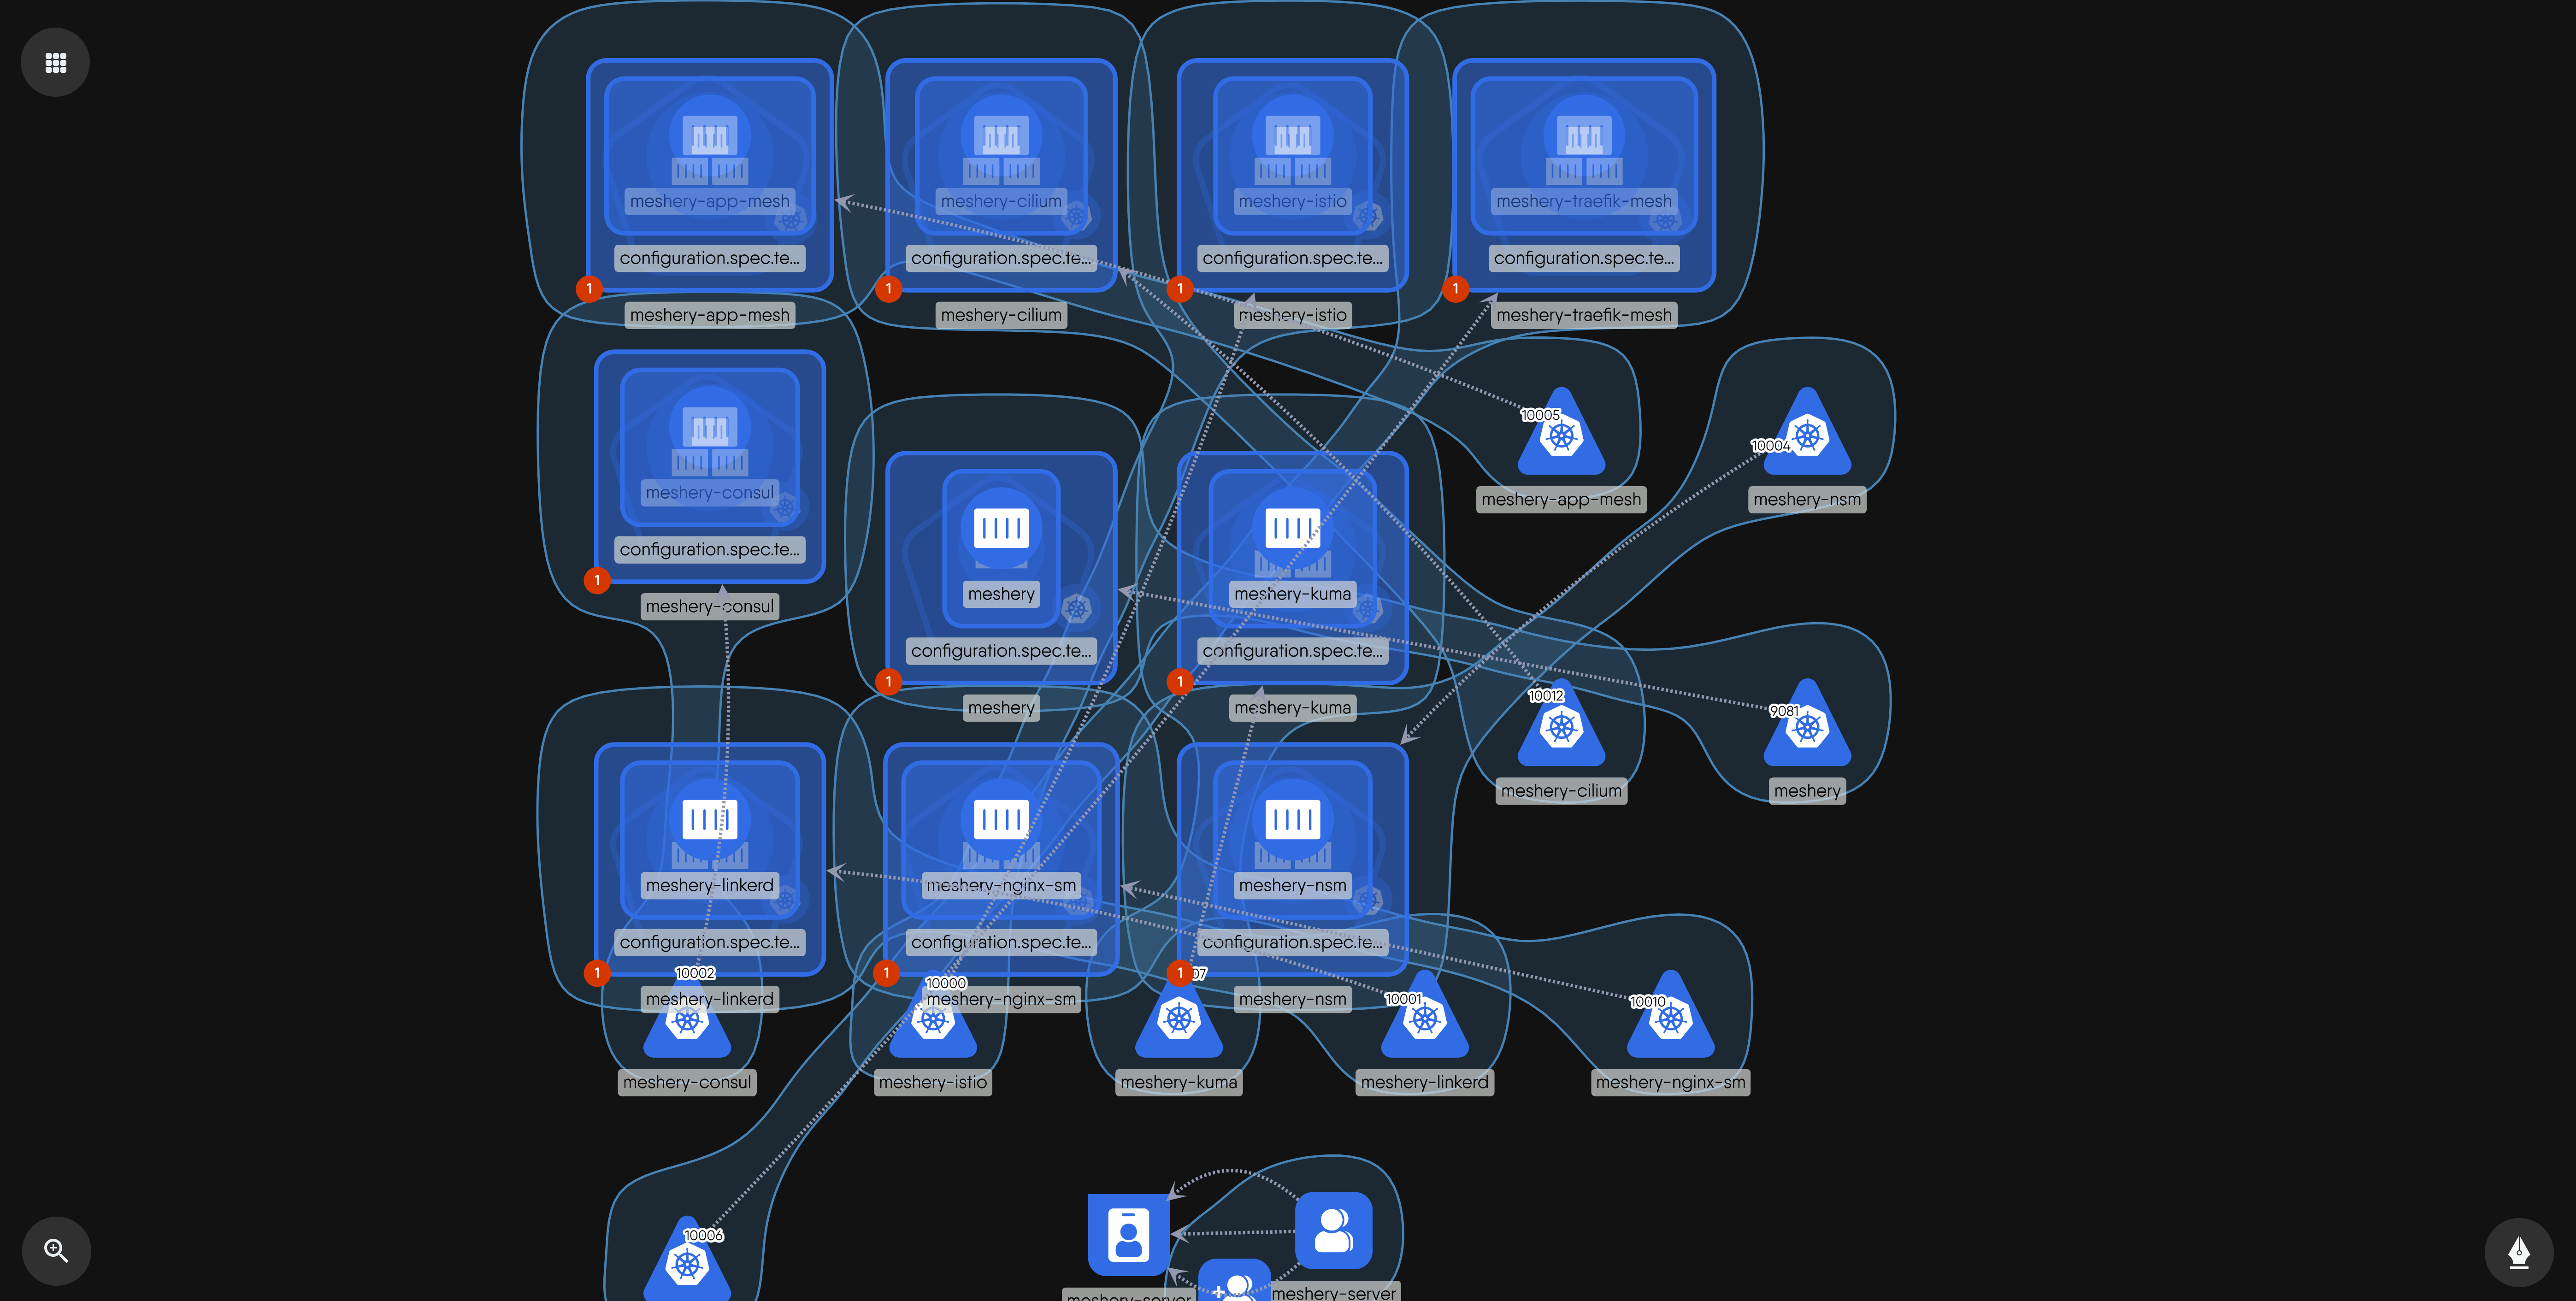 meshery-app-mesh
meshery-cilium
meshery-istio
meshery-traefik-mesh
configuration.spec.te...
configuration.spec.te...
configuration.spec.te...
configuration.spec.te...
1
1
1
1
meshery-app-mesh
meshery-cilium
meshery-istio
meshery-traefik-mesh
10005
10004
meshery-consul
meshery-app-mesh
meshery-nsm
configuration.spec.te...
1
meshery-consul
meshery
meshery-kuma
configuration.spec.te...
configuration.spec.te...
1
1
meshery
meshery-kuma
10012
9081
meshery-cilium
meshery
meshery-linkerd
meshery-nginx-sm
meshery-nsm
configuration.spec.te...
configuration.spec.te...
configuration.spec.te...
1
10002
1
10000
1
07
meshery-linkerd
meshery-nginx-sm
meshery-nsm
10001
10010
meshery-consul
meshery-istio
meshery-kuma
meshery-linkerd
meshery-nginx-sm
10006
meshery-server
meshery-server